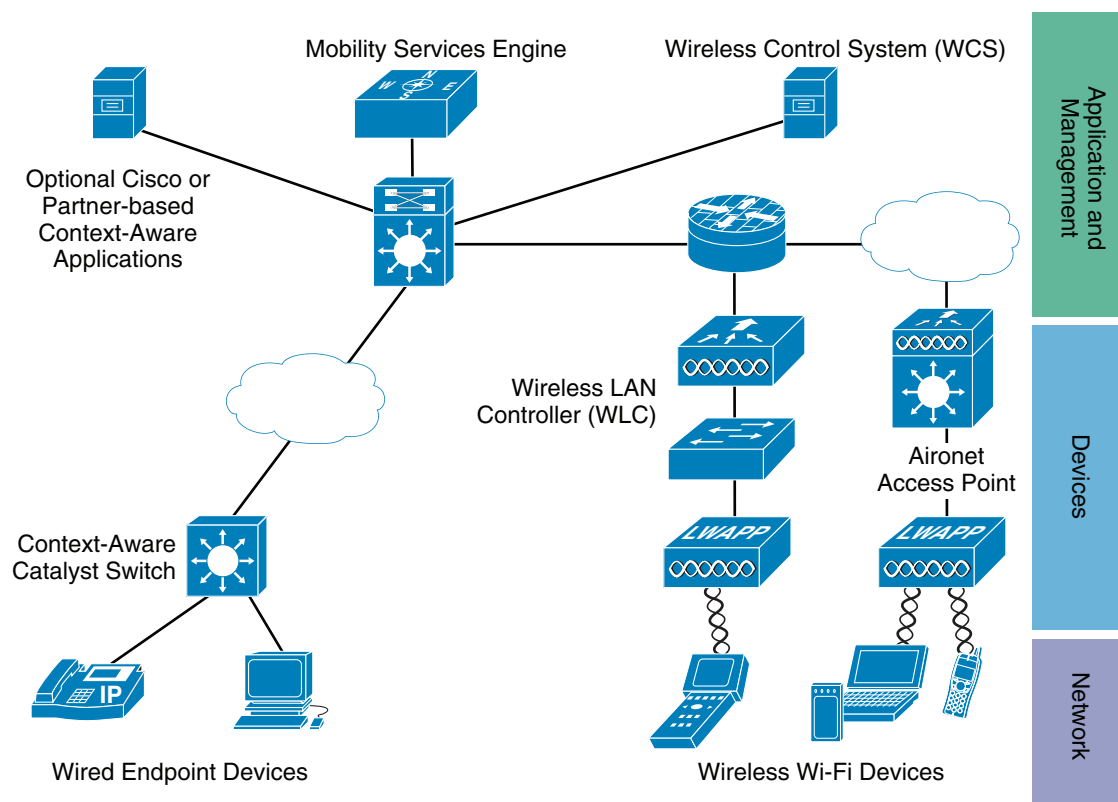 Mobility Services Engine
Wireless Control System (WCS)
N
W
E
S
Optional Cisco or
Partner-based
Context-Aware
Applications
Application and
Management
Wireless LAN
Controller (WLC)
Aironet
Access Point
Devices
LWAPP
LWAPP
Context-Aware
Catalyst Switch
IP
Network
Wired Endpoint Devices
Wireless Wi-Fi Devices